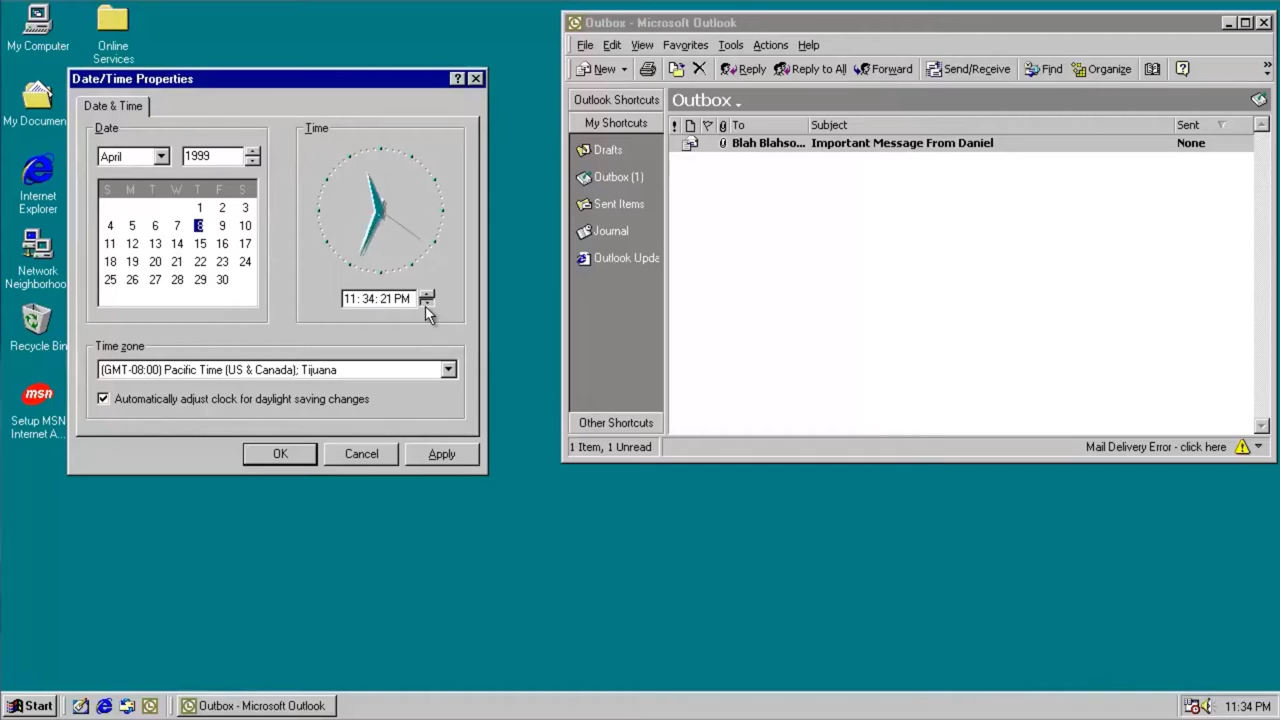 My Computer
Online
Services
My Documen
Internet
Explorer
Network
Neighborhoo
Recycle Bin
msn
Setup MSN
Internet A...
Date/Time Properties
Date & Time
Date
April
1999
S M T W T F S
1 2 3
4 5 6 7 8 9 10
11 12 13 14 15 16 17
18 19 20 21 22 23 24
25 26 27 28 29 30
Time
11: 34: 21 PM
Time zone
(GMT-08:00) Pacific Time (US & Canada); Tijuana
Automatically adjust clock for daylight saving changes
OK Cancel Apply
Outbox - Microsoft Outlook
File Edit View Favorites Tools Actions Help
New Reply Reply to All Forward Send/Receive Find Organize
Outlook Shortcuts
My Shortcuts
Drafts
Outbox (1)
Sent Items
Journal
Outlook Upda
Other Shortcuts
Outbox
! To Subject Sent
Blah Blahso... Important Message From Daniel None
1 Item, 1 Unread Mail Delivery Error - click here
Start Outbox - Microsoft Outlook 11:34 PM